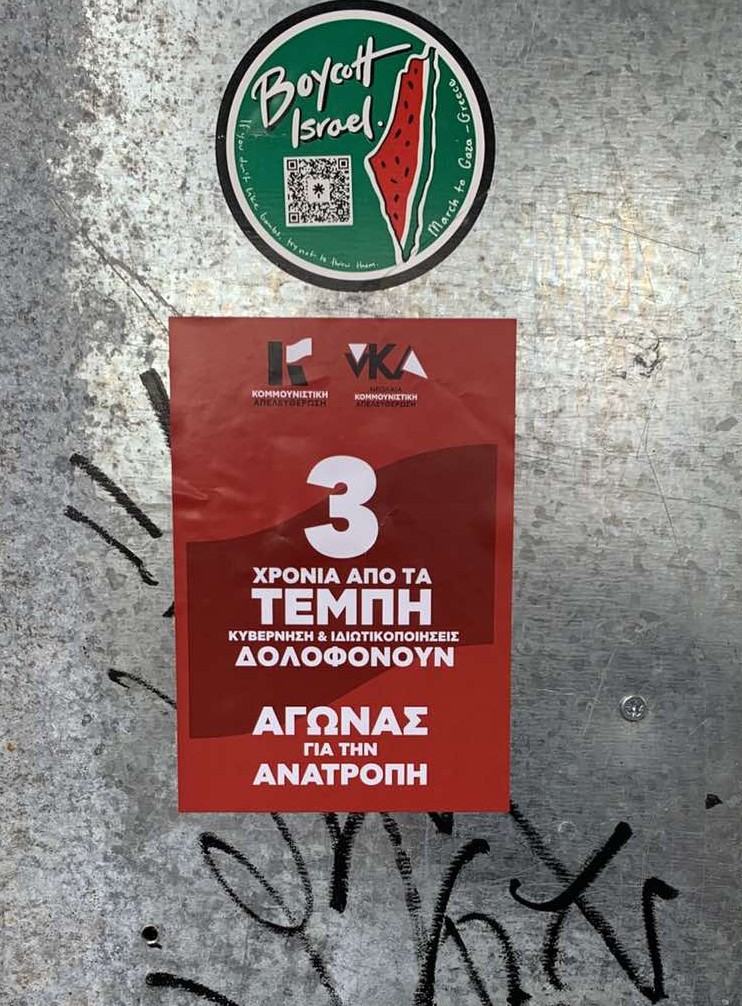 Boycott
Israel.
If you don't like bombs, try not to throw them.
March to Gaza - Greece
ΚΟΜΜΟΥΝΙΣΤΙΚΗ
ΑΠΕΛΕΥΘΕΡΩΣΗ
νΚΑ
ΝΕΟΛΑΙΑ
ΚΟΜΜΟΥΝΙΣΤΙΚΗ
ΑΠΕΛΕΥΘΕΡΩΣΗ
3
ΧΡΟΝΙΑ ΑΠΟ ΤΑ
ΤΕΜΠΗ
ΚΥΒΕΡΝΗΣΗ & ΙΔΙΩΤΙΚΟΠΟΙΗΣΕΙΣ
ΔΟΛΟΦΟΝΟΥΝ
ΑΓΩΝΑΣ
ΓΙΑ ΤΗΝ
ΑΝΑΤΡΟΠΗ